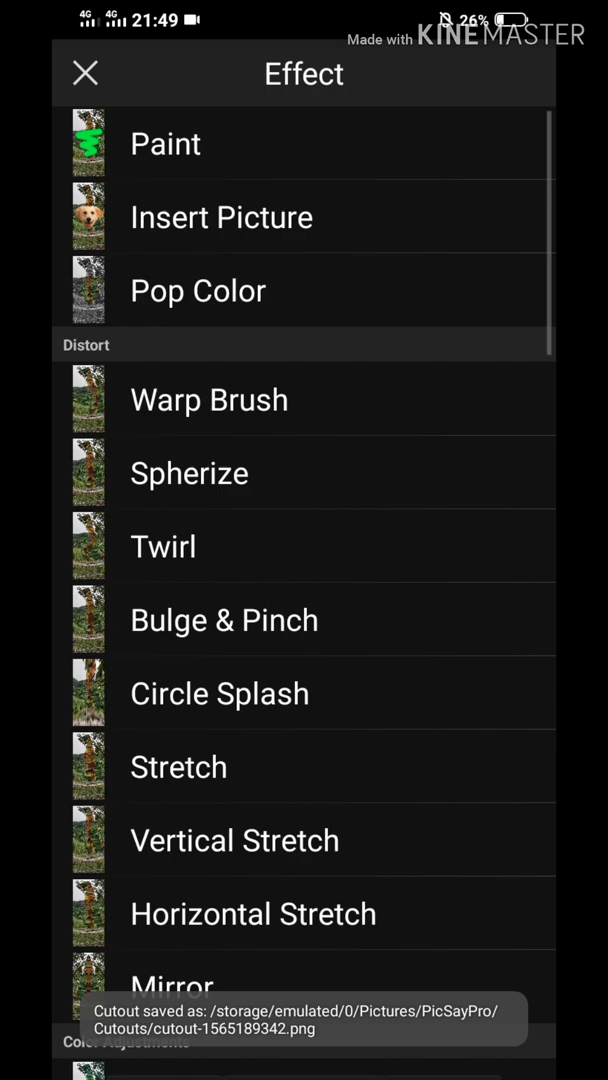 4G 4G 21:49 26%
Made with KINEMASTER
Effect
Paint
Insert Picture
Pop Color
Distort
Warp Brush
Spherize
Twirl
Bulge & Pinch
Circle Splash
Stretch
Vertical Stretch
Horizontal Stretch
Mirror
Cutout saved as: /storage/emulated/0/Pictures/PicSayPro/
Cutouts/cutout-1565189342.png
Color Adjustments